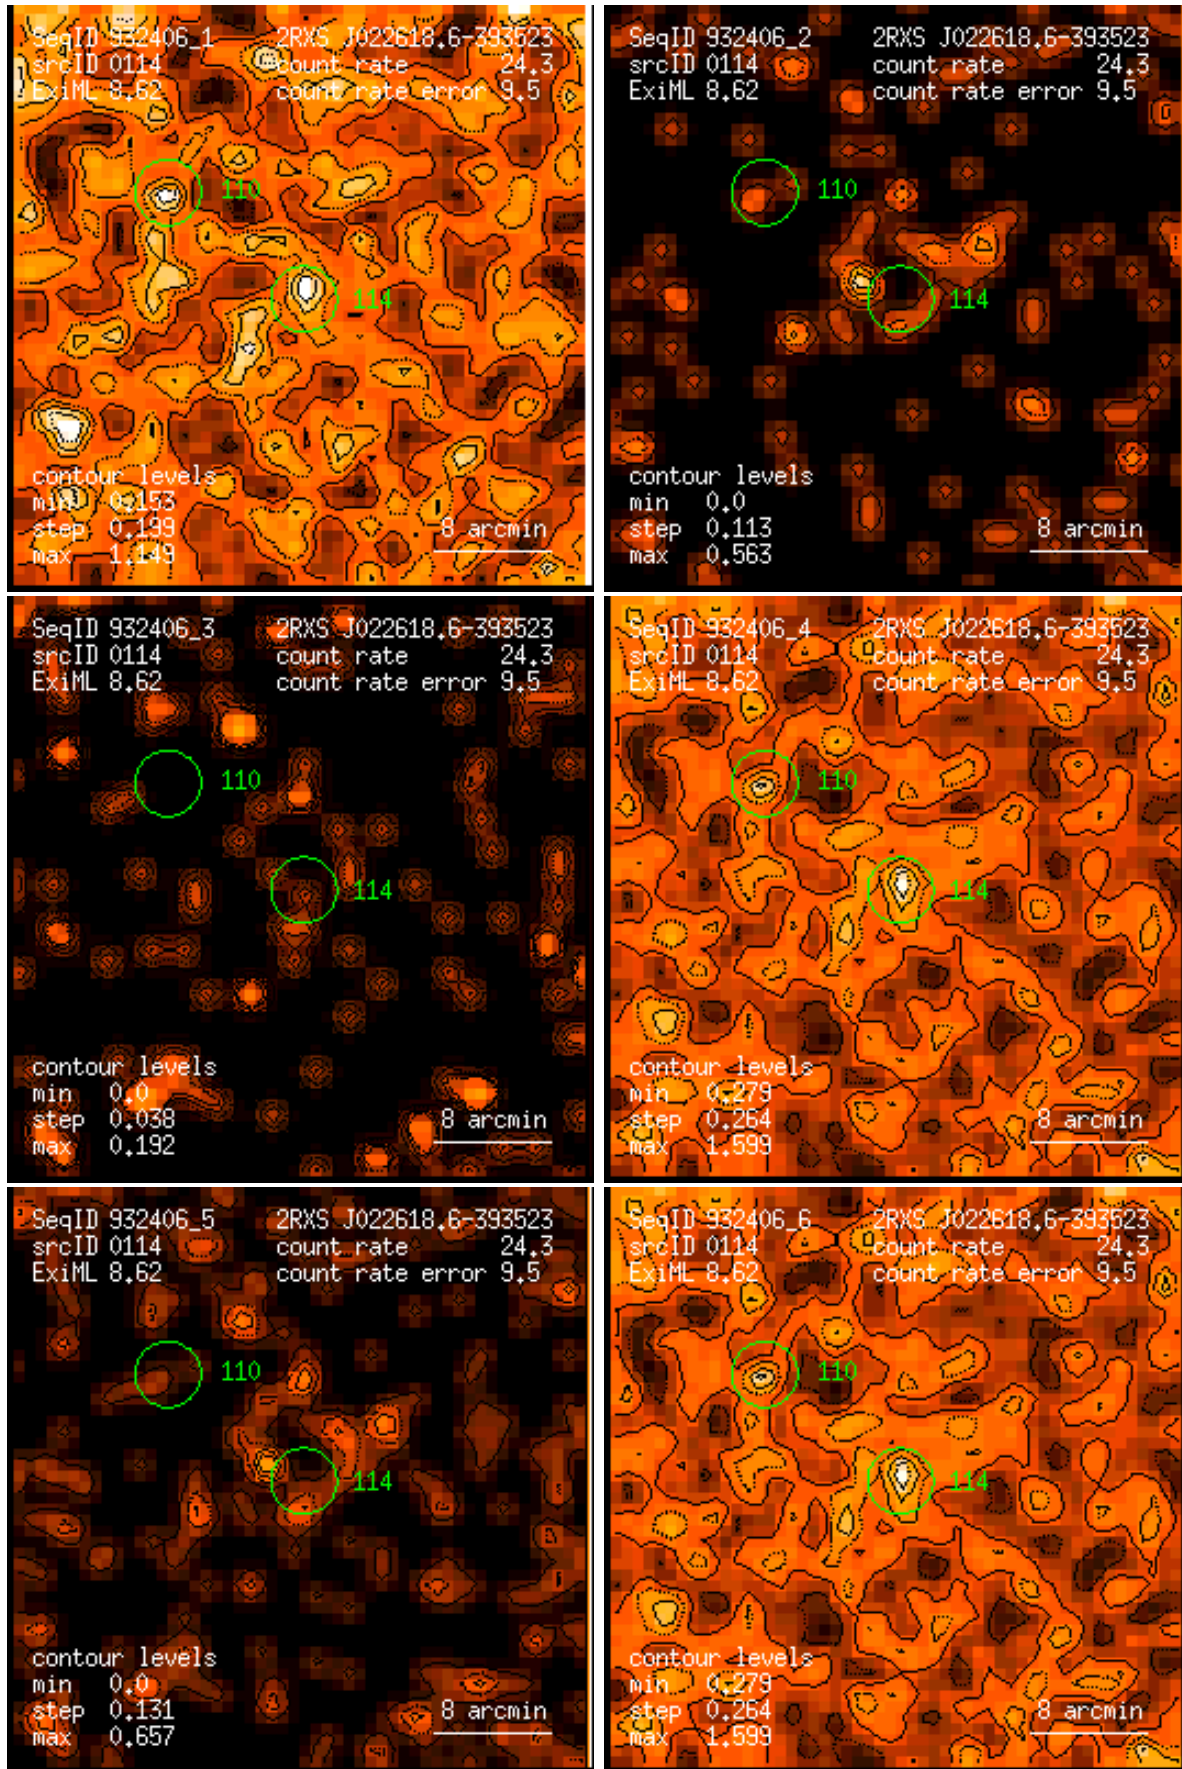 SeqID 932406_1 2RXS J022618.6-393523
srcID 0114 count rate 24.3
ExiML 8.62 count rate error 9.5
110
114
contour levels
min 0.153
step 0.199
max 1.149
8 arcmin
SeqID 932406_2 2RXS J022618.6-393523
srcID 0114 count rate 24.3
ExiML 8.62 count rate error 9.5
110
114
contour levels
min 0.0
step 0.113
max 0.563
8 arcmin
SeqID 932406_3 2RXS J022618.6-393523
srcID 0114 count rate 24.3
ExiML 8.62 count rate error 9.5
110
114
contour levels
min 0.0
step 0.038
max 0.192
8 arcmin
SeqID 932406_4 2RXS J022618.6-393523
srcID 0114 count rate 24.3
ExiML 8.62 count rate error 9.5
110
114
contour levels
min 0.279
step 0.264
max 1.599
8 arcmin
SeqID 932406_5 2RXS J022618.6-393523
srcID 0114 count rate 24.3
ExiML 8.62 count rate error 9.5
110
114
contour levels
min 0.0
step 0.131
max 0.657
8 arcmin
SeqID 932406_6 2RXS J022618.6-393523
srcID 0114 count rate 24.3
ExiML 8.62 count rate error 9.5
110
114
contour levels
min 0.279
step 0.264
max 1.599
8 arcmin